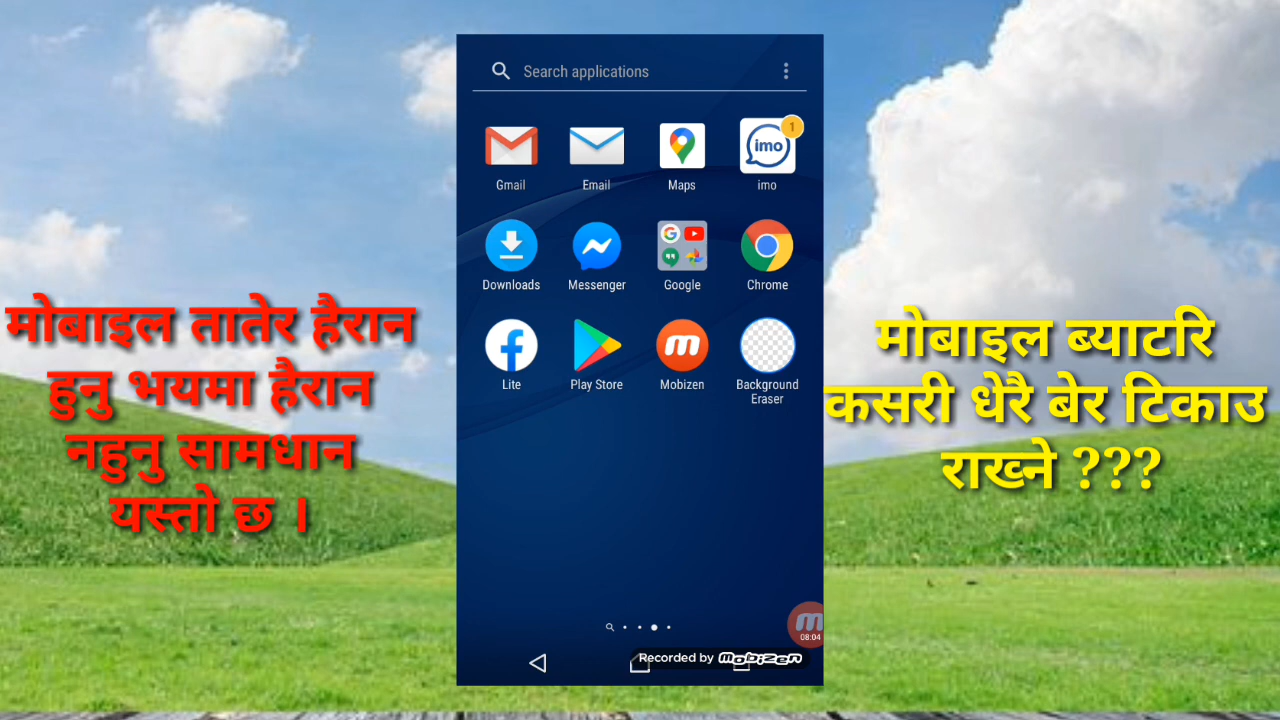 Search applications
1
imo
Gmail
Email
Maps
imo
Downloads
Messenger
Google
Chrome
Lite
Play Store
Mobizen
Background
Eraser
मोबाइल तातेर हैरान
हुनु भयमा हैरान
नहुनु सामधान
यस्तो छ ।
मोबाइल ब्याटरि
कसरी धेरै बेर टिकाउ
राख्ने ???
08:04
Recorded by mobizen